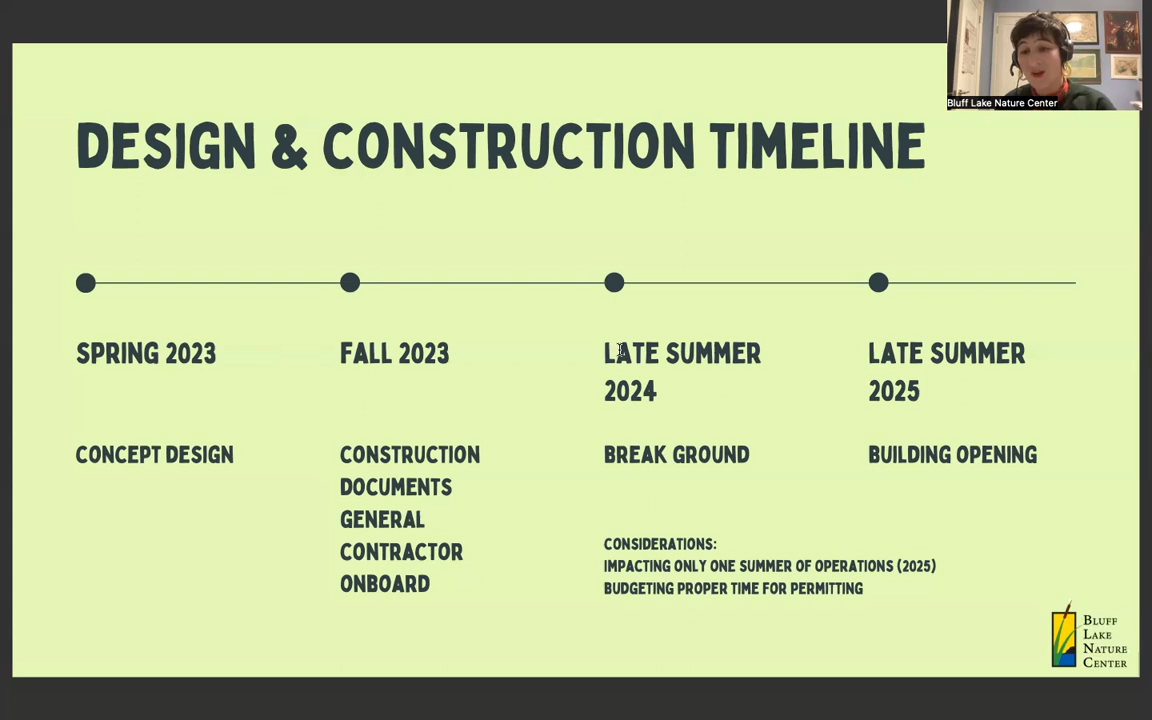 Bluff Lake Nature Center
DESIGN & CONSTRUCTION TIMELINE
SPRING 2023
CONCEPT DESIGN
FALL 2023
CONSTRUCTION
DOCUMENTS
GENERAL
CONTRACTOR
ONBOARD
LATE SUMMER
2024
BREAK GROUND
LATE SUMMER
2025
BUILDING OPENING
CONSIDERATIONS:
IMPACTING ONLY ONE SUMMER OF OPERATIONS (2025)
BUDGETING PROPER TIME FOR PERMITTING
BLUFF
LAKE
NATURE
CENTER